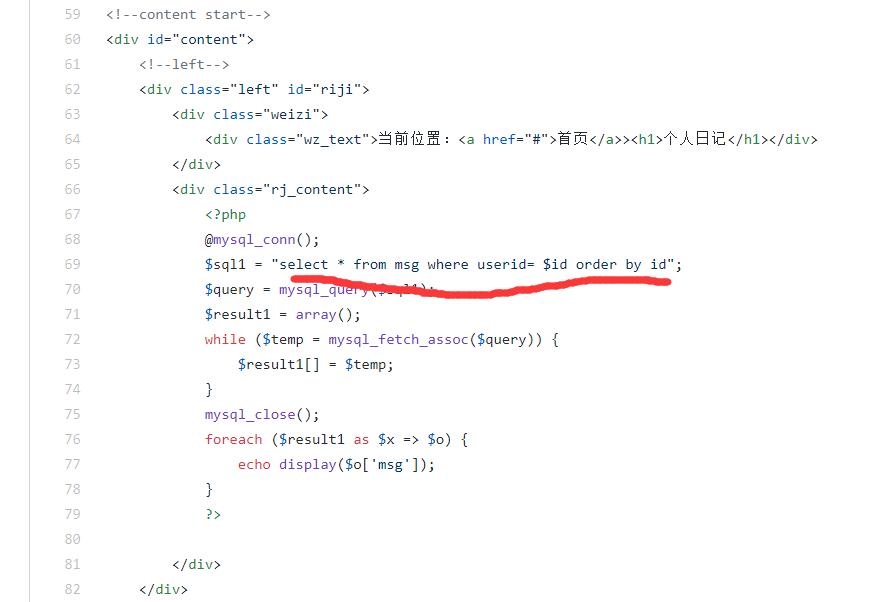 59 <!--content start-->
60 <div id="content">
61 <!--left-->
62 <div class="left" id="riji">
63 <div class="weizi">
64 <div class="wz_text">当前位置：<a href="#">首页</a>><h1>个人日记</h1></div>
65 </div>
66 <div class="rj_content">
67 <?php
68 @mysql_conn();
69 $sql1 = "select * from msg where userid= $id order by id";
70 $query = mysql_query($sql1);
71 $result1 = array();
72 while ($temp = mysql_fetch_assoc($query)) {
73 $result1[] = $temp;
74 }
75 mysql_close();
76 foreach ($result1 as $x => $o) {
77 echo display($o['msg']);
78 }
79 ?>
80
81 </div>
82 </div>